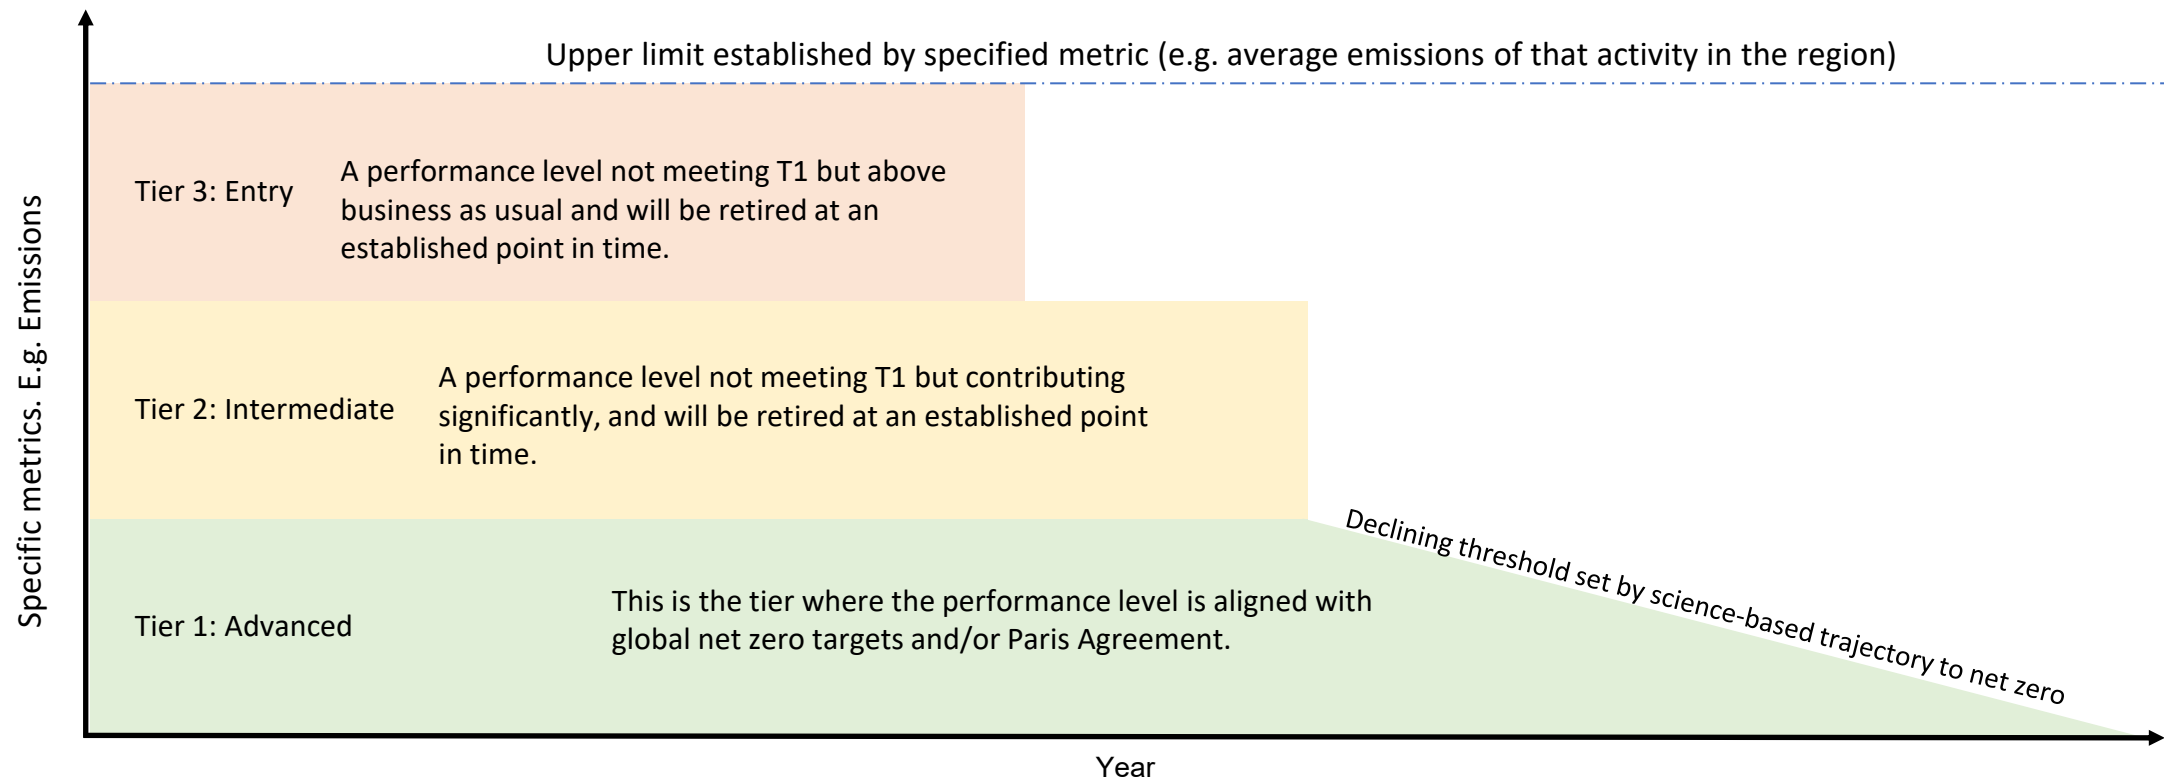 Upper limit established by specified metric (e.g. average emissions of that activity in the region)
Specific metrics. E.g. Emissions
Tier 3: Entry
A performance level not meeting T1 but above
business as usual and will be retired at an
established point in time.
Tier 2: Intermediate
A performance level not meeting T1 but contributing
significantly, and will be retired at an established point
in time.
Declining threshold set by science-based trajectory to net zero
Tier 1: Advanced
This is the tier where the performance level is aligned with
global net zero targets and/or Paris Agreement.
Year